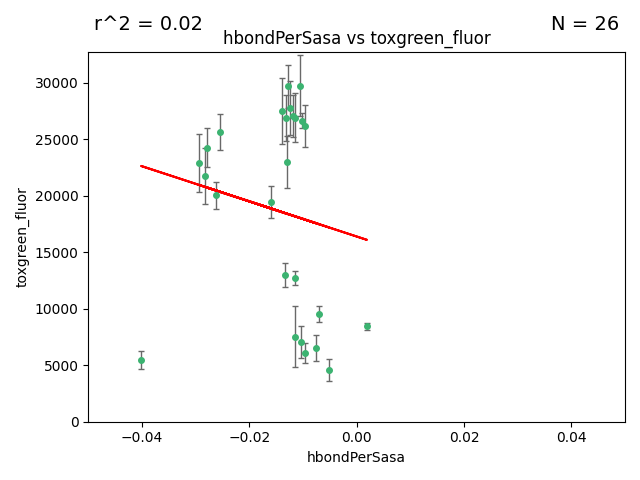 r^2 = 0.02
N = 26
hbondPerSasa vs toxgreen_fluor
30000
25000
20000
15000
10000
5000
0
toxgreen_fluor
−0.04
−0.02
0.00
0.02
0.04
hbondPerSasa